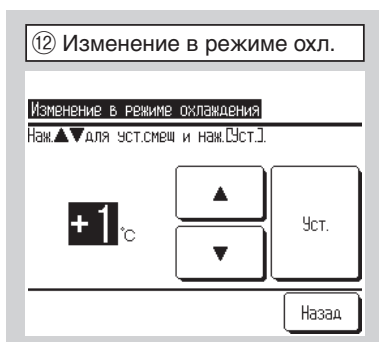 ⑫ Изменение в режиме охл.
Изменение в режиме охлаждения
Наж.▲▼для уст.смещ и наж.[Уст.].
▲
+1°C
Уст.
▼
Назад